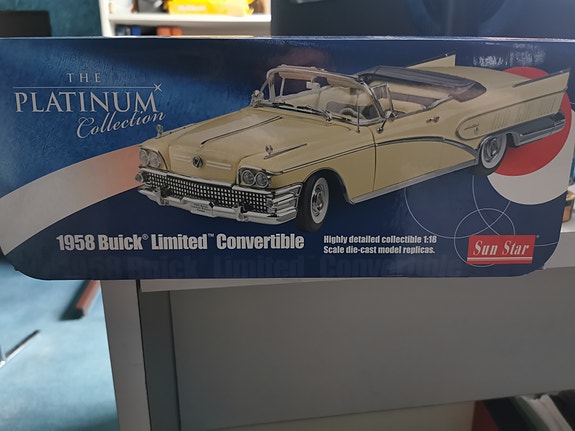 THE
PLATINUM
Collection
1958 Buick® Limited™ Convertible
Highly detailed collectible 1:18
Scale die-cast model replicas.
Sun Star